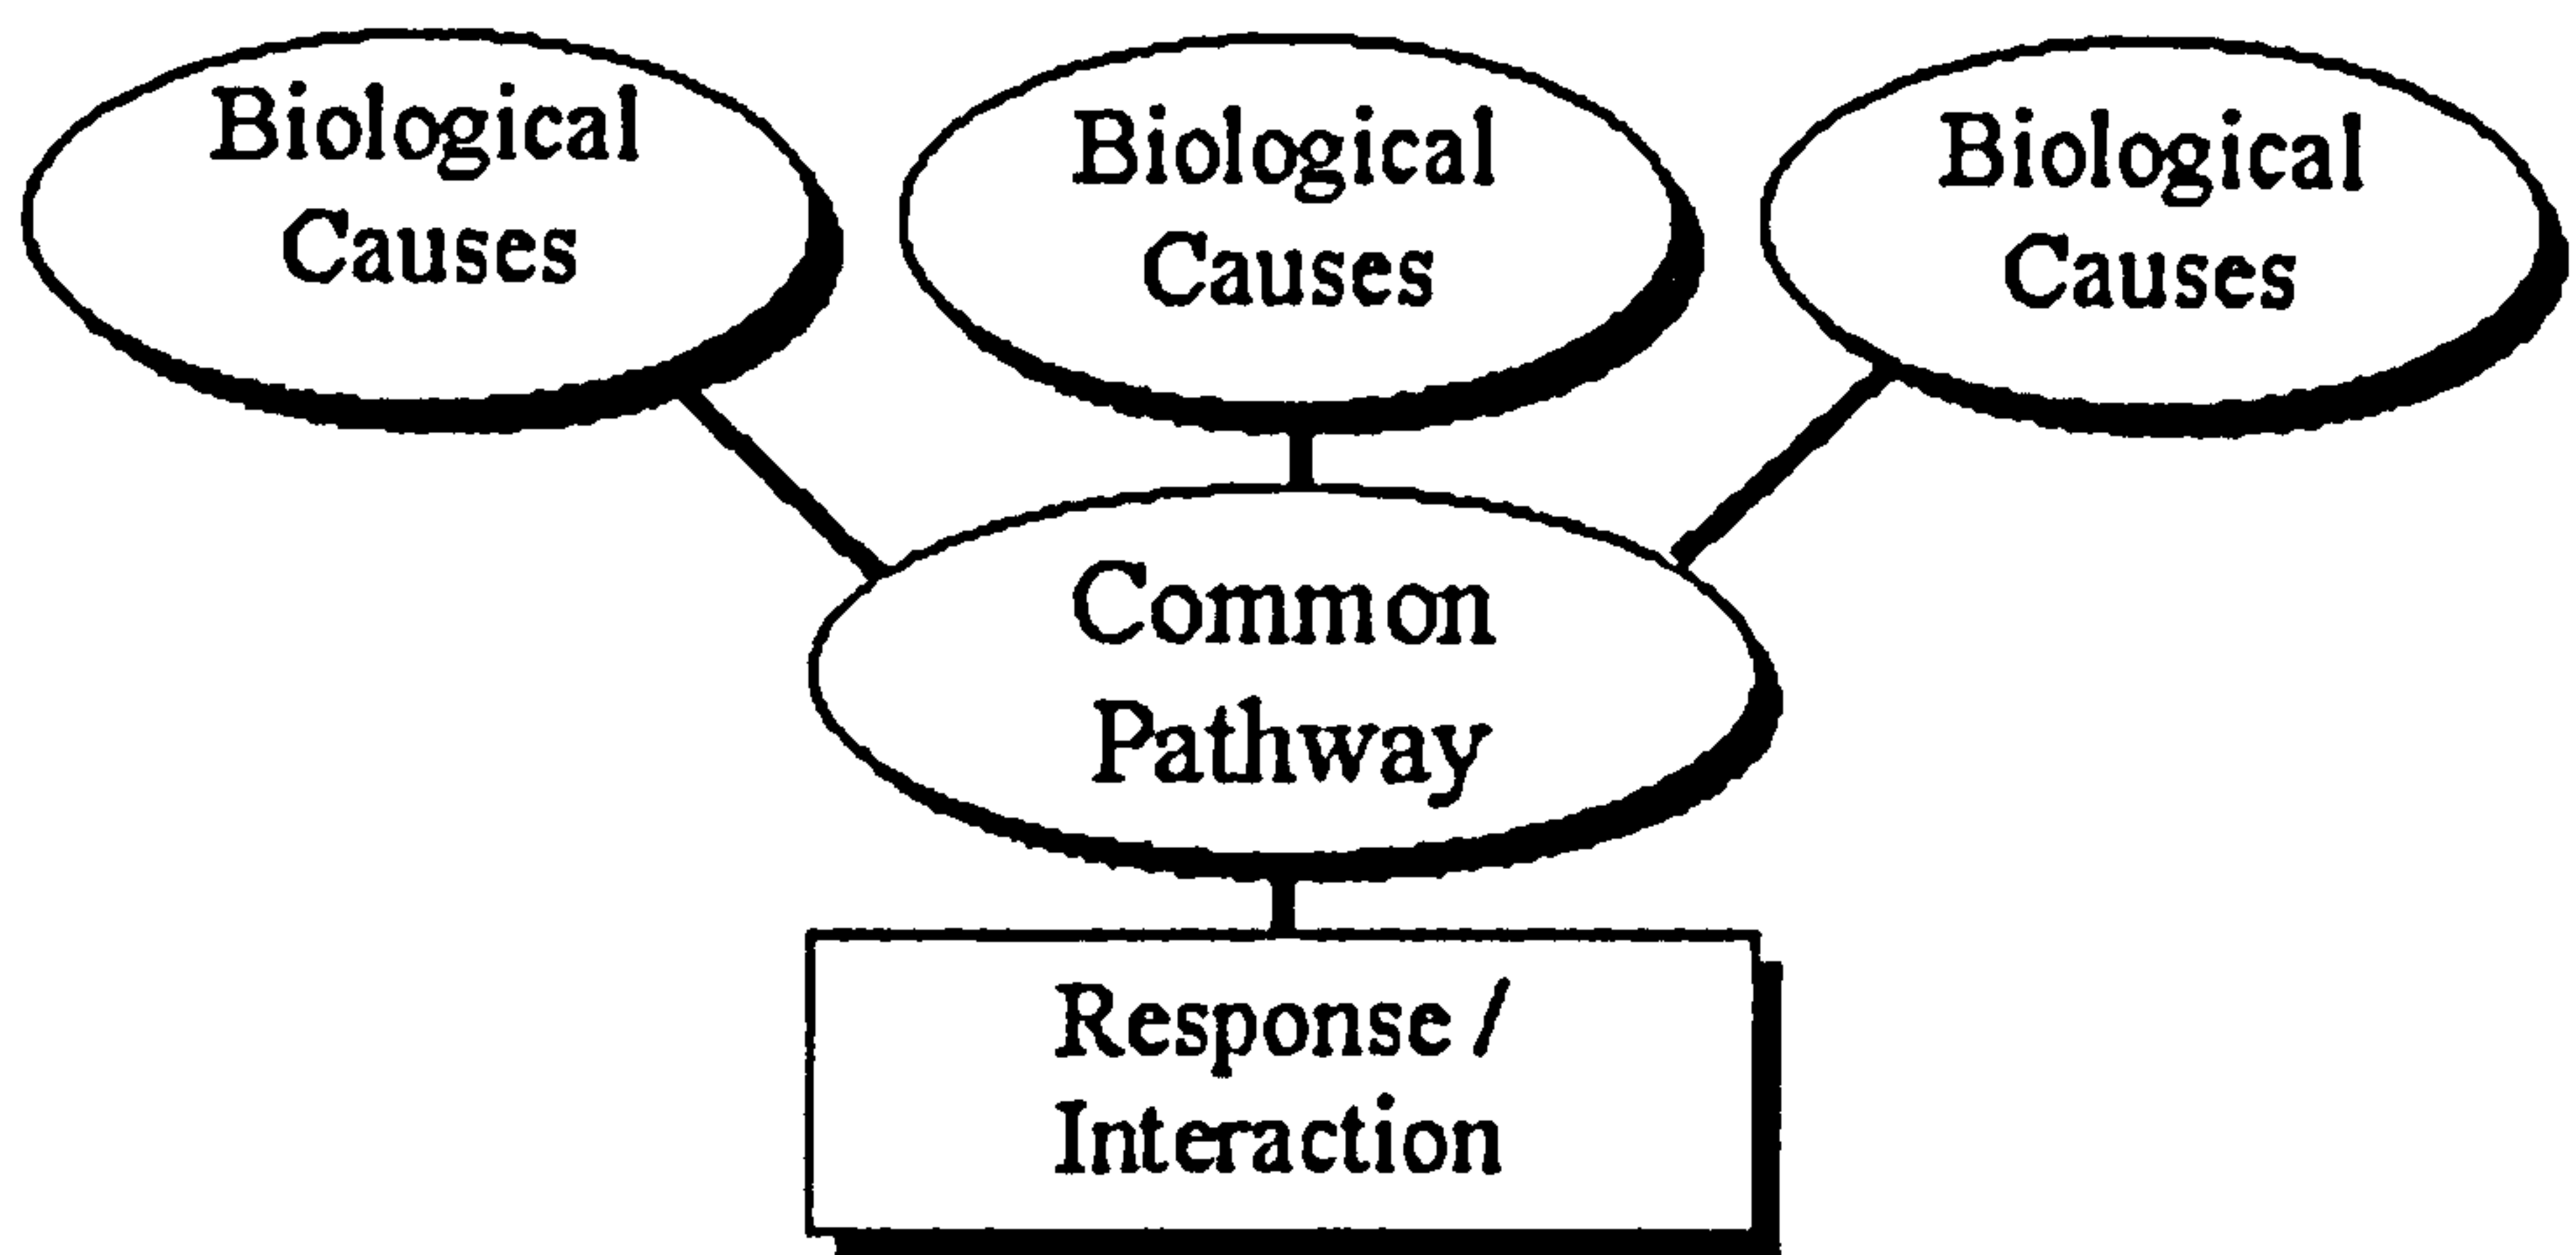 Biological
Causes
Biological
Causes
Biological
Causes
Common
Pathway
Response /
Interaction